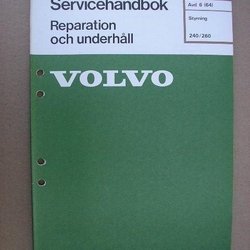 Servicehandbok
Reparation
och underhåll
Avd 6 (64)
Styrning
240/260
VOLVO